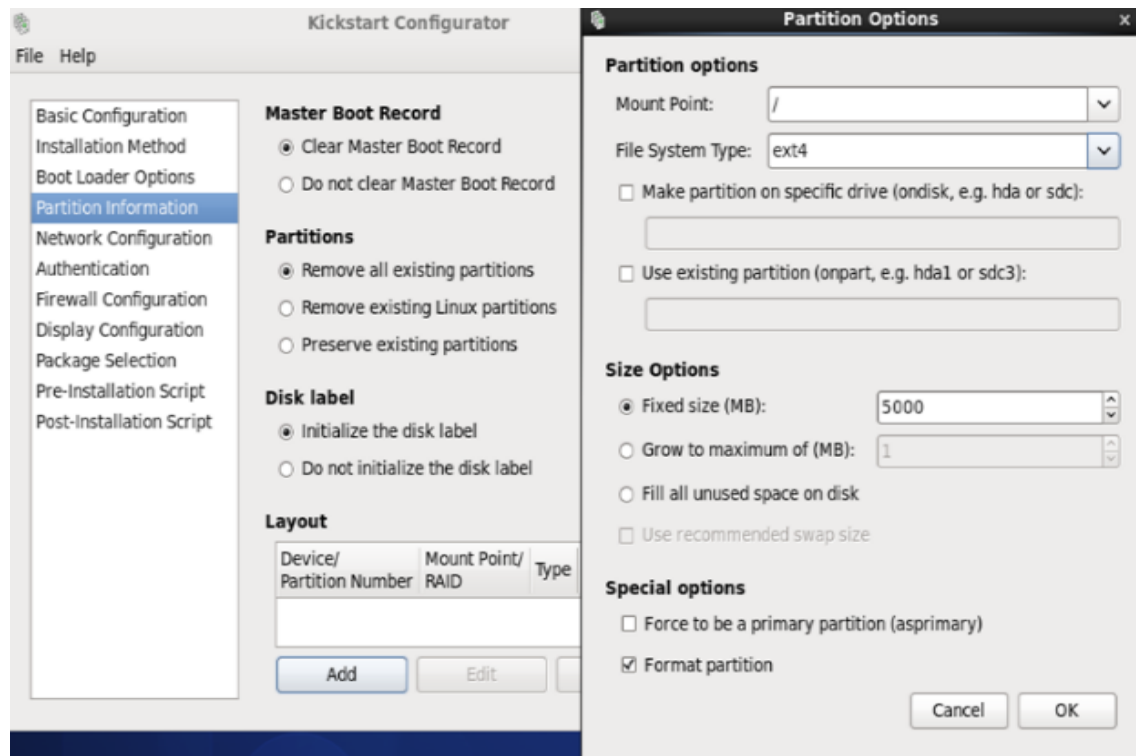 Kickstart Configurator
File Help
Basic Configuration
Installation Method
Boot Loader Options
Partition Information
Network Configuration
Authentication
Firewall Configuration
Display Configuration
Package Selection
Pre-Installation Script
Post-Installation Script
Master Boot Record
Clear Master Boot Record
Do not clear Master Boot Record
Partitions
Remove all existing partitions
Remove existing Linux partitions
Preserve existing partitions
Disk label
Initialize the disk label
Do not initialize the disk label
Layout
Device/
Partition Number
Mount Point/
RAID
Type
Add
Edit
Partition Options
x
Partition options
Mount Point: /
File System Type: ext4
Make partition on specific drive (ondisk, e.g. hda or sdc):
Use existing partition (onpart, e.g. hda1 or sdc3):
Size Options
Fixed size (MB): 5000
Grow to maximum of (MB): 1
Fill all unused space on disk
Use recommended swap size
Special options
Force to be a primary partition (asprimary)
Format partition
Cancel
OK